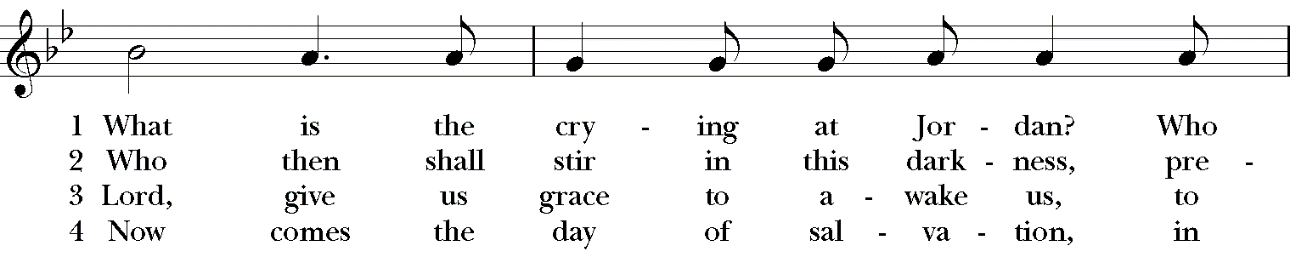 1 What is the cry - ing at Jor - dan? Who
2 Who then shall stir in this dark - ness, pre -
3 Lord, give us grace to a - wake us, to
4 Now comes the day of sal - va - tion, in